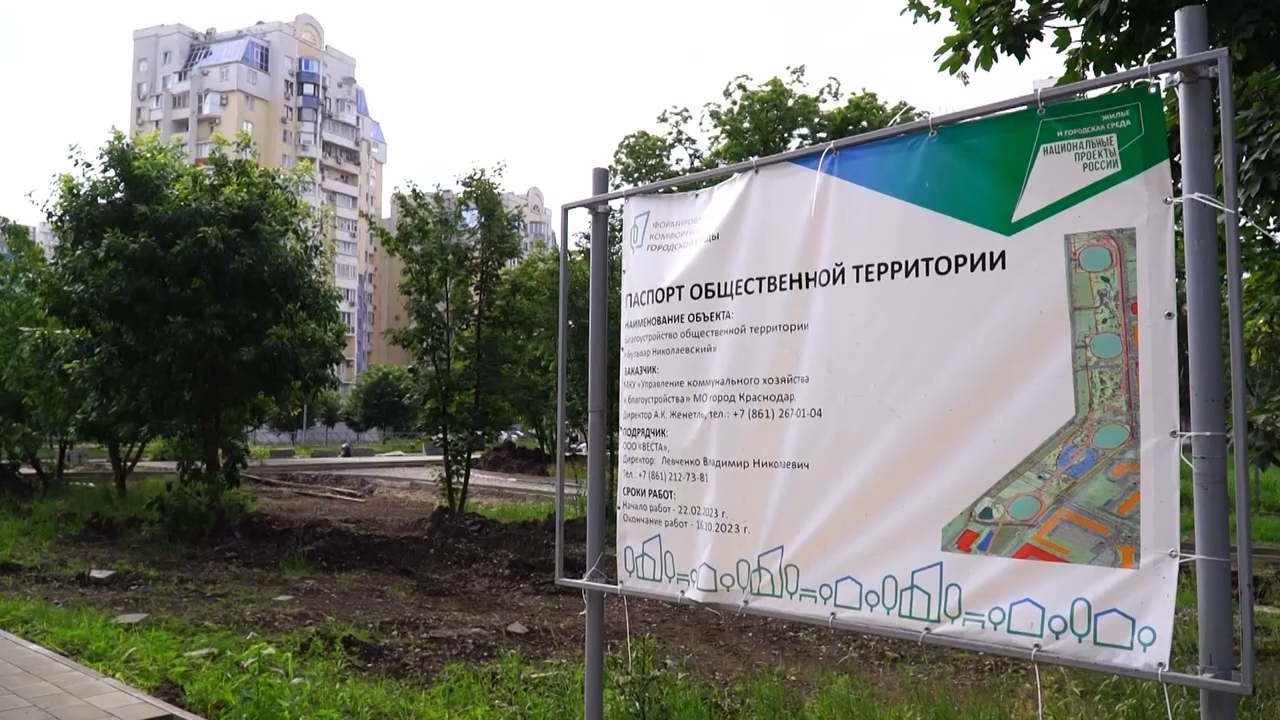 ЖИЛЬЕ
И ГОРОДСКАЯ СРЕДА
НАЦИОНАЛЬНЫЕ
ПРОЕКТЫ
РОССИИ
ГОРОДСКОЙ СРЕДЫ
ПАСПОРТ ОБЩЕСТВЕННОЙ ТЕРРИТОРИИ
НАИМЕНОВАНИЕ ОБЪЕКТА:
Благоустройство общественной территории
«Бульвар Николаевский»
ЗАКАЗЧИК:
МКУ «Управление коммунального хозяйства
и благоустройства» МО город Краснодар,
Директор А.К. Женетль, тел.: +7 (861) 267-01-04
ПОДРЯДЧИК:
ООО «ВЕСТА»,
Директор: Левченко Владимир Никомевич
Тел.: +7 (861) 212-73-81
СРОКИ РАБОТ:
Начало работ - 22.02.2023 г.
Окончание работ - 16.10.2023 г.